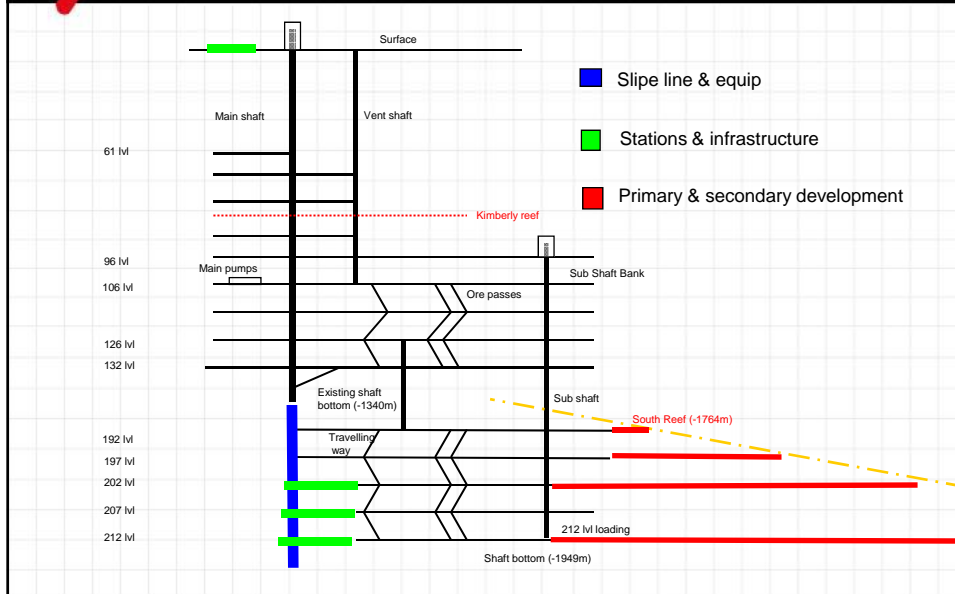 Surface
Slipe line & equip
Main shaft
Vent shaft
Stations & infrastructure
61 lvl
Primary & secondary development
Kimberly reef
96 lvl
Main pumps
Sub Shaft Bank
106 lvl
Ore passes
126 lvl
132 lvl
Existing shaft
bottom (-1340m)
Sub shaft
South Reef (-1764m)
192 lvl
Travelling
way
197 lvl
202 lvl
207 lvl
212 lvl
212 lvl loading
Shaft bottom (-1949m)